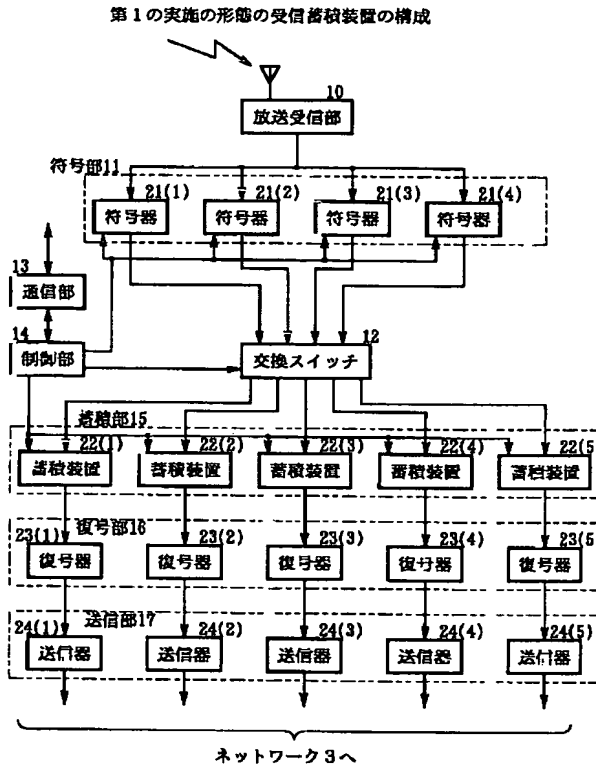 第1の実施の形態の受信蓄積装置の構成
10
放送受信部
符号部11
21(1) 21(2) 21(3) 21(4)
符号器 符号器 符号器 符号器
13
通信部
14
制御部
12
交換スイッチ
蓄積部15
22(1) 22(2) 22(3) 22(4) 22(5
蓄積装置 蓄積装置 蓄積装置 蓄積装置 蓄積装置
復号部16
23(1) 23(2) 23(3) 23(4) 23(5
復号器 復号器 復号器 復号器 復号器
送信部17
24(1) 24(2) 24(3) 24(4) 24(5)
送信器 送信器 送信器 送信器 送信器
ネットワーク3へ